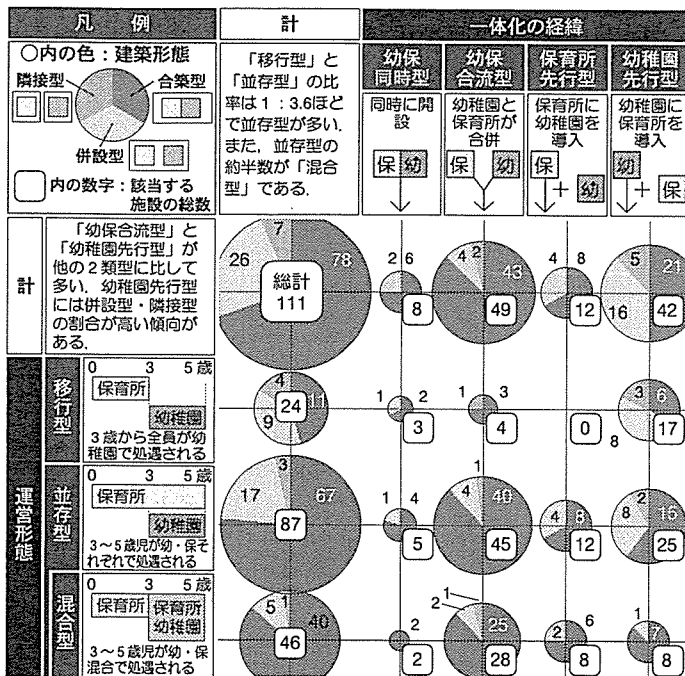 凡 例
○内の色：建築形態
隣接型
合築型
併設型
内の数字：該当する
施設の総数
計
「移行型」と
「並存型」の比
率は1：3.6ほど
で並存型が多い.
また，並存型の
約半数が「混合
型」である.
一体化の経緯
幼保
同時型
同時に開
設
保 幼
幼保
合流型
幼稚園と
保育所が
合併
保 幼
保育所
先行型
保育所に
幼稚園を
導入
保
+ 幼
幼稚園
先行型
幼稚園に
保育所を
導入
幼
+ 保
計
「幼保合流型」と
「幼稚園先行型」が
他の2類型に比して
多い．幼稚園先行型
には併設型・隣接型
の割合が高い傾向が
ある.
7
26
78
総計
111
2 6
8
4 2
43
49
4 8
12
5
21
16
42
運営形態
移行型
0 3 5歳
保育所
幼稚園
3歳から全員が幼
稚園で処遇される
4
11
9
24
1 2
3
1 3
4
0
3 6
8
17
並存型
0 3 5歳
保育所
幼稚園
3～5歳児が幼・保そ
れぞれで処遇される
3
17
67
87
1 4
5
1
4
40
45
4 8
12
2
8
15
25
混合型
0 3 5歳
保育所
保育所
幼稚園
3～5歳児が幼・保
混合で処遇される
5 1
40
46
2
2
1
2
25
28
2 6
8
1
7
8